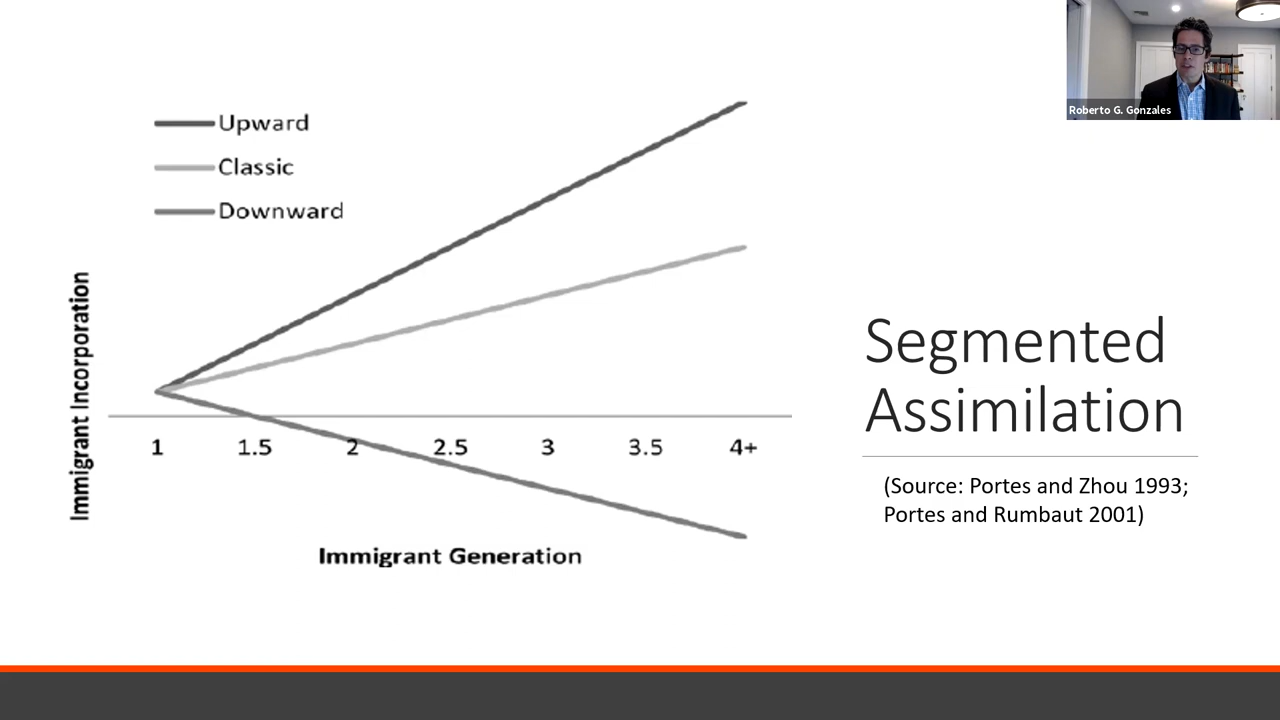 Roberto G. Gonzales
Upward
Classic
Downward
Immigrant Incorporation
1 1.5 2 2.5 3 3.5 4+
Immigrant Generation
Segmented
Assimilation
(Source: Portes and Zhou 1993;
Portes and Rumbaut 2001)